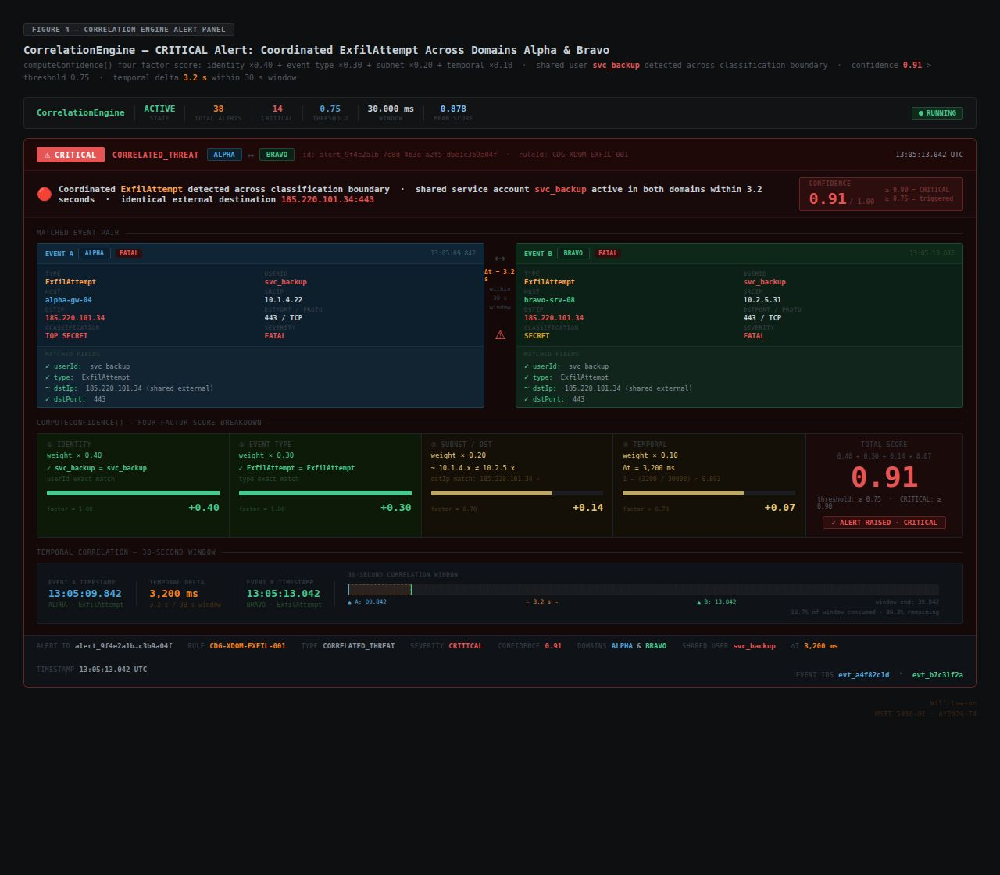 FIGURE 4 — CORRELATION ENGINE ALERT PANEL
CorrelationEngine — CRITICAL Alert: Coordinated ExfilAttempt Across Domains Alpha & Bravo
computeConfidence() four-factor score: identity ×0.40 + event type ×0.30 + subnet ×0.20 + temporal ×0.10 · shared user svc_backup detected across classification boundary · confidence 0.91 >
threshold 0.75 · temporal delta 3.2 s within 30 s window
CorrelationEngine
ACTIVE
STATE
38
TOTAL ALERTS
14
CRITICAL
0.75
THRESHOLD
30,000 ms
WINDOW
0.878
MEAN SCORE
● RUNNING
⚠ CRITICAL
CORRELATED_THREAT
ALPHA ↔ BRAVO
id: alert_9f4e2a1b-7c8d-4b3e-a2f5-d6e1c3b9a04f · ruleId: CDG-XDOM-EXFIL-001
13:05:13.042 UTC
Coordinated ExfilAttempt detected across classification boundary · shared service account svc_backup active in both domains within 3.2
seconds · identical external destination 185.220.101.34:443
CONFIDENCE
0.91 / 1.00
≥ 0.90 = CRITICAL
≥ 0.75 = triggered
MATCHED EVENT PAIR
EVENT A ALPHA FATAL 13:05:09.842
TYPE
ExfilAttempt
USERID
svc_backup
HOST
alpha-gw-04
SRCIP
10.1.4.22
DSTIP
185.220.101.34
DSTPORT / PROTO
443 / TCP
CLASSIFICATION
TOP SECRET
SEVERITY
FATAL
MATCHED FIELDS
✓ userId: svc_backup
✓ type: ExfilAttempt
~ dstIp: 185.220.101.34 (shared external)
✓ dstPort: 443
↔
Δt = 3.2
s
within
30 s
window
⚠
EVENT B BRAVO FATAL 13:05:13.042
TYPE
ExfilAttempt
USERID
svc_backup
HOST
bravo-srv-08
SRCIP
10.2.5.31
DSTIP
185.220.101.34
DSTPORT / PROTO
443 / TCP
CLASSIFICATION
SECRET
SEVERITY
FATAL
MATCHED FIELDS
✓ userId: svc_backup
✓ type: ExfilAttempt
~ dstIp: 185.220.101.34 (shared external)
✓ dstPort: 443
COMPUTECONFIDENCE() — FOUR-FACTOR SCORE BREAKDOWN
① IDENTITY
weight × 0.40
✓ svc_backup = svc_backup
userId exact match
factor = 1.00 +0.40
② EVENT TYPE
weight × 0.30
✓ ExfilAttempt = ExfilAttempt
type exact match
factor = 1.00 +0.30
③ SUBNET / DST
weight × 0.20
~ 10.1.4.x ≠ 10.2.5.x
dstIp match: 185.220.101.34 ✓
factor = 0.70 +0.14
④ TEMPORAL
weight × 0.10
Δt = 3,200 ms
1 − (3200 / 30000) = 0.893
factor = 0.70 +0.07
TOTAL SCORE
0.40 + 0.30 + 0.14 + 0.07
0.91
threshold: ≥ 0.75 · CRITICAL: ≥
0.90
✓ ALERT RAISED · CRITICAL
TEMPORAL CORRELATION — 30-SECOND WINDOW
EVENT A TIMESTAMP
13:05:09.842
ALPHA · ExfilAttempt
TEMPORAL DELTA
3,200 ms
3.2 s / 30 s window
EVENT B TIMESTAMP
13:05:13.042
BRAVO · ExfilAttempt
30-SECOND CORRELATION WINDOW
▲ A: 09.842 ← 3.2 s → ▲ B: 13.042 window end: 39.842
10.7% of window consumed · 89.3% remaining
ALERT ID alert_9f4e2a1b…c3b9a04f RULE CDG-XDOM-EXFIL-001 TYPE CORRELATED_THREAT SEVERITY CRITICAL CONFIDENCE 0.91 DOMAINS ALPHA & BRAVO SHARED USER svc_backup ΔT 3,200 ms
TIMESTAMP 13:05:13.042 UTC
EVENT IDS evt_a4f82c1d · evt_b7c31f2a
Will Lawson
MSIT 5910-01 · AY2026-T4